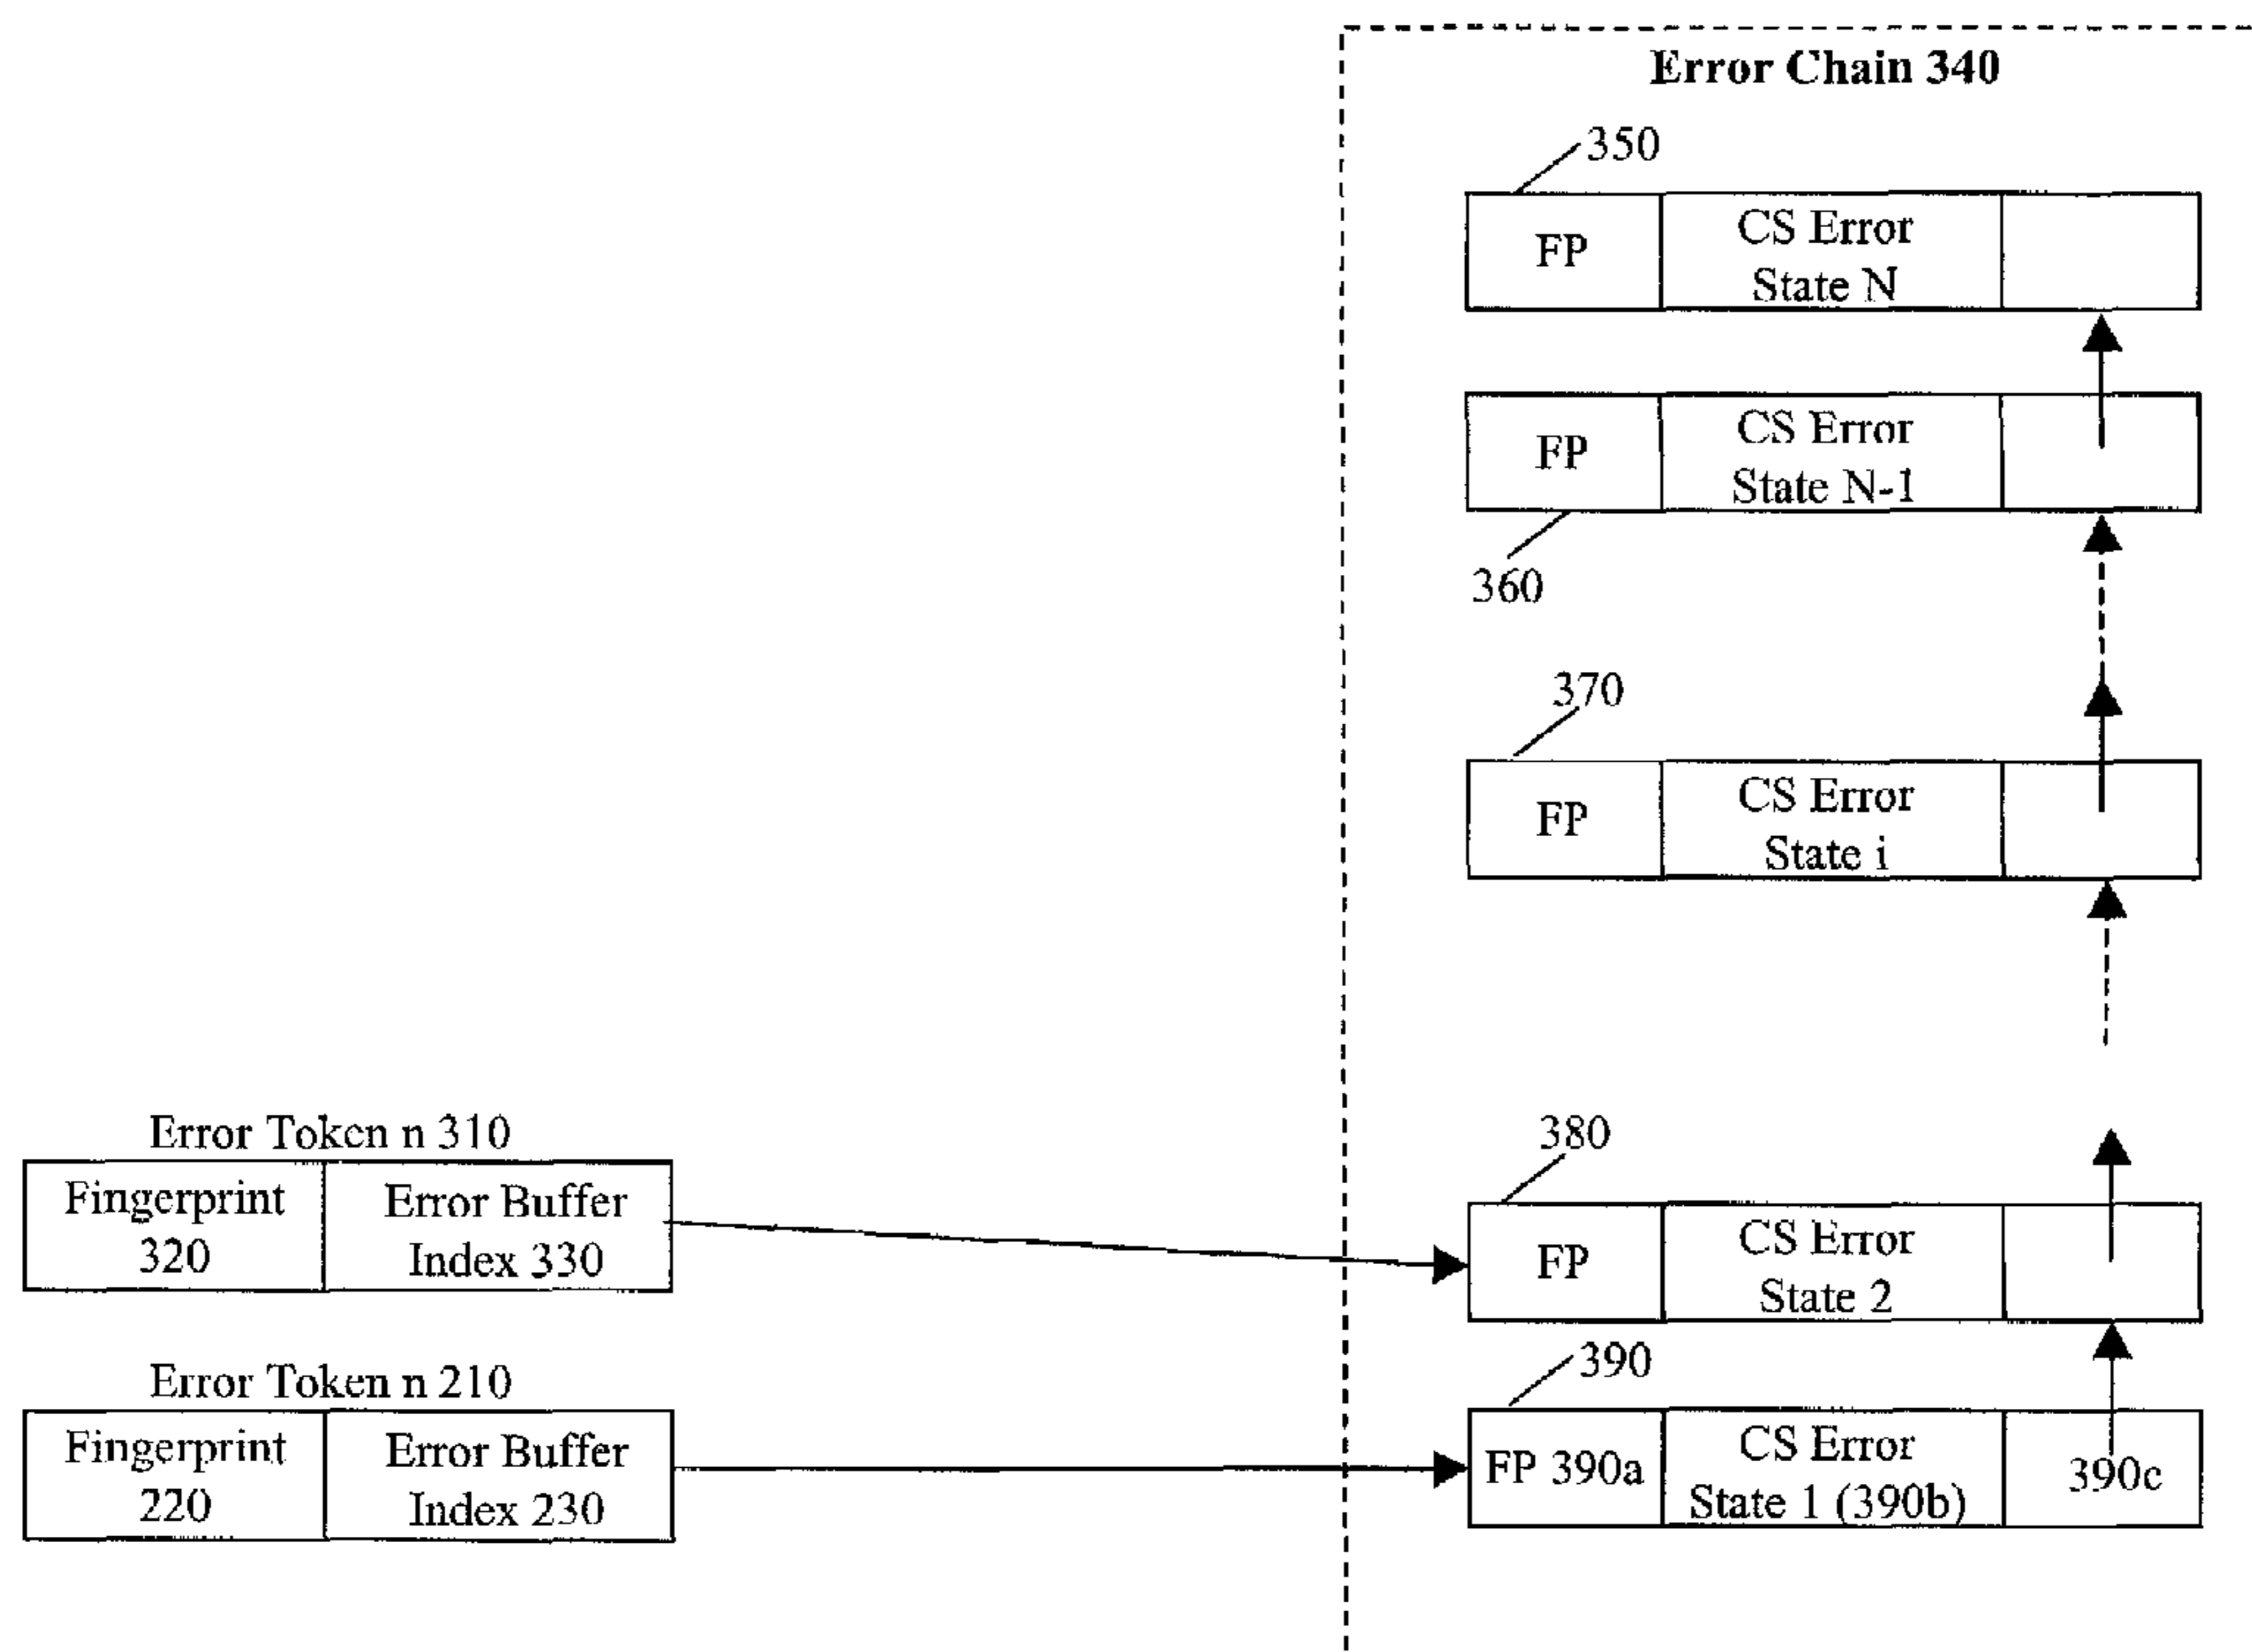 Error Chain 340
350
FP
CS Error
State N
FP
CS Error
State N-1
360
370
FP
CS Error
State i
Error Token n 310
Fingerprint
320
Error Buffer
Index 330
380
FP
CS Error
State 2
Error Token n 210
Fingerprint
220
Error Buffer
Index 230
390
FP 390a
CS Error
State 1 (390b)
390c